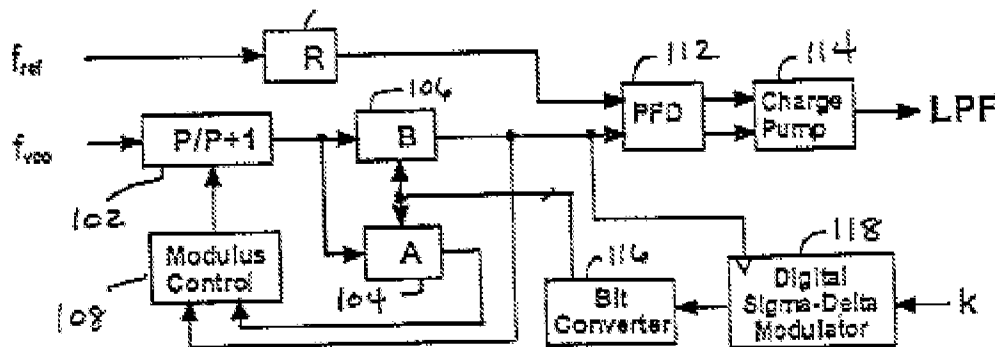 f_ref
R
112
114
106
PFD
Charge
Pump
LPF
f_vco
P/P+1
B
102
118
Modulus
Control
A
116
Digital
Sigma-Delta
Modulator
k
108
104
Bit
Converter